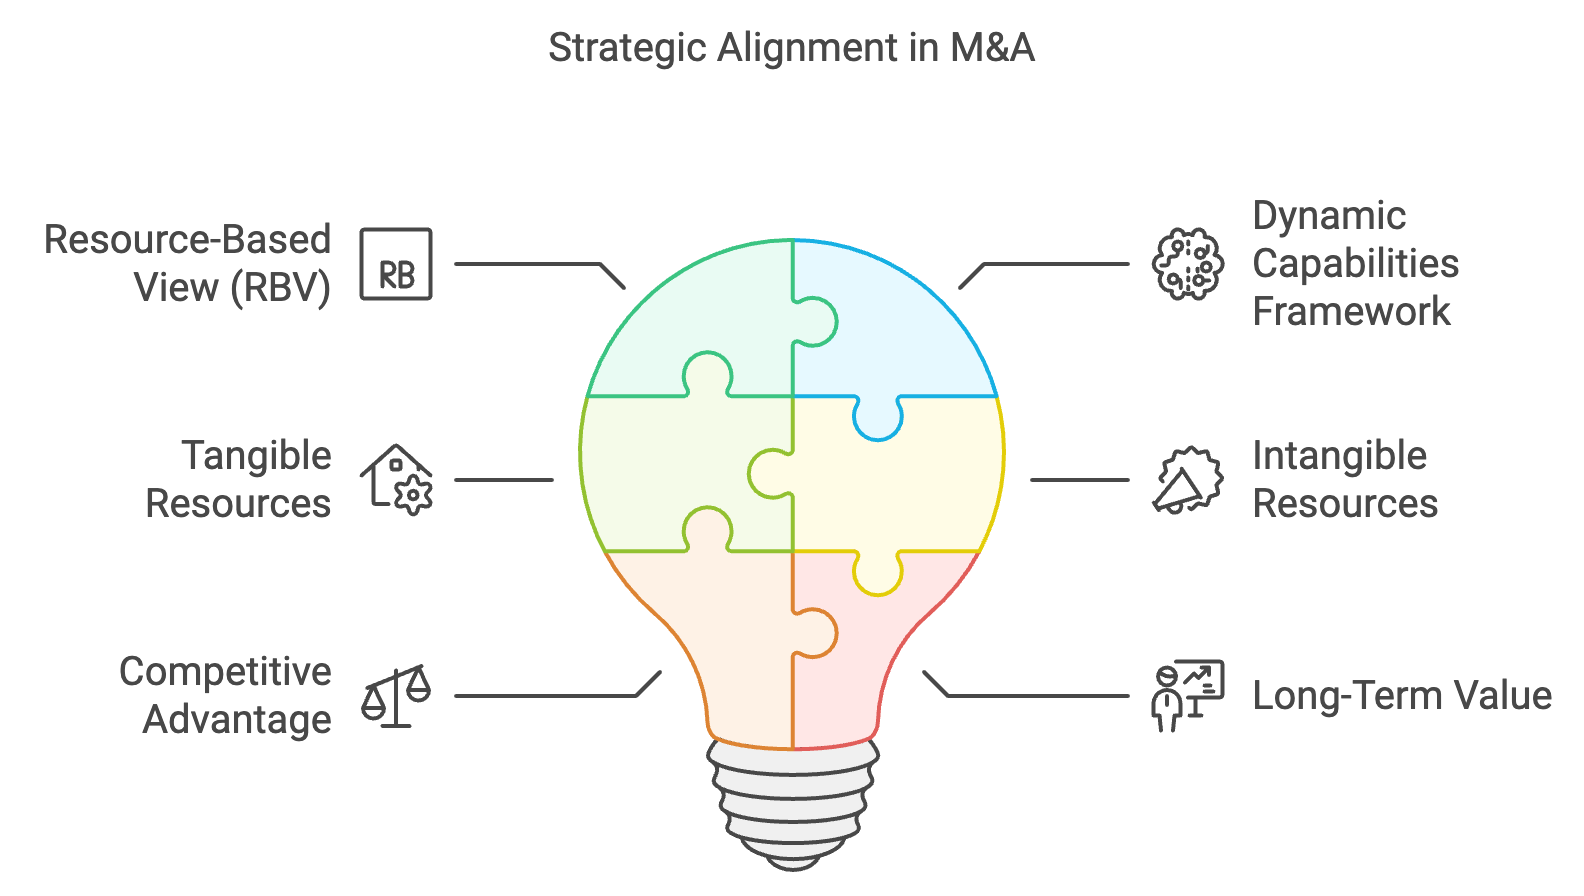 Strategic Alignment in M&A
Resource-Based
View (RBV)
RB
Dynamic
Capabilities
Framework
Tangible
Resources
Intangible
Resources
Competitive
Advantage
Long-Term Value